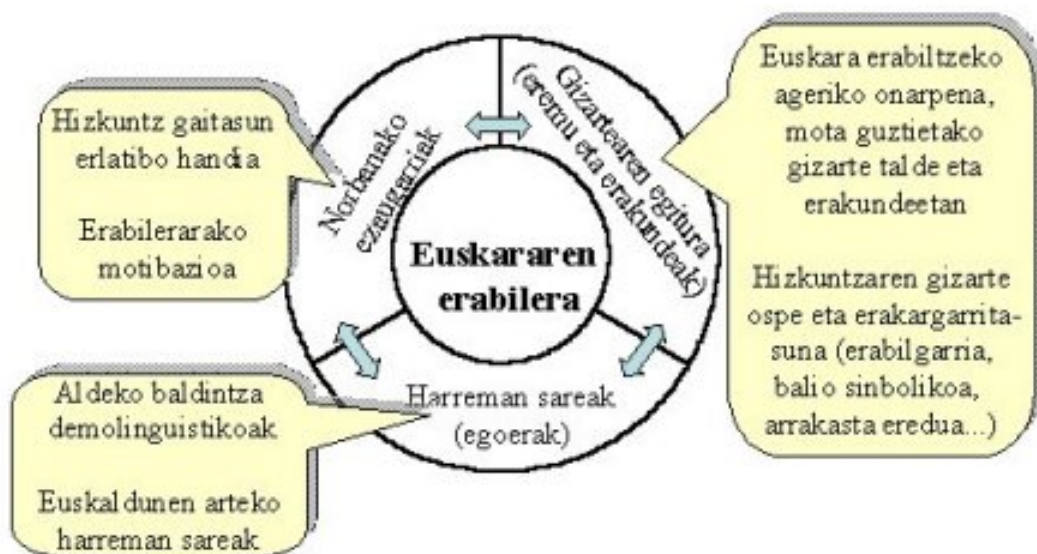 Hizkuntz gaitasun
erlatibo handia
Erabilerarako
motibazioa
Norbanako
ezaugarriak
Gizartearen egitura
(eremu eta erakundeak)
Euskara erabiltzeko
ageriko onarpena,
mota guztietako
gizarte talde eta
erakundeetan
Hizkuntzaren gizarte
ospe eta erakargarrita-
suna (erabilgarria,
balio sinbolikoa,
arrakasta eredua...)
Euskararen
erabilera
Harreman sareak
(egoerak)
Aldeko baldintza
demolinguistikoak
Euskaldunen arteko
harreman sareak